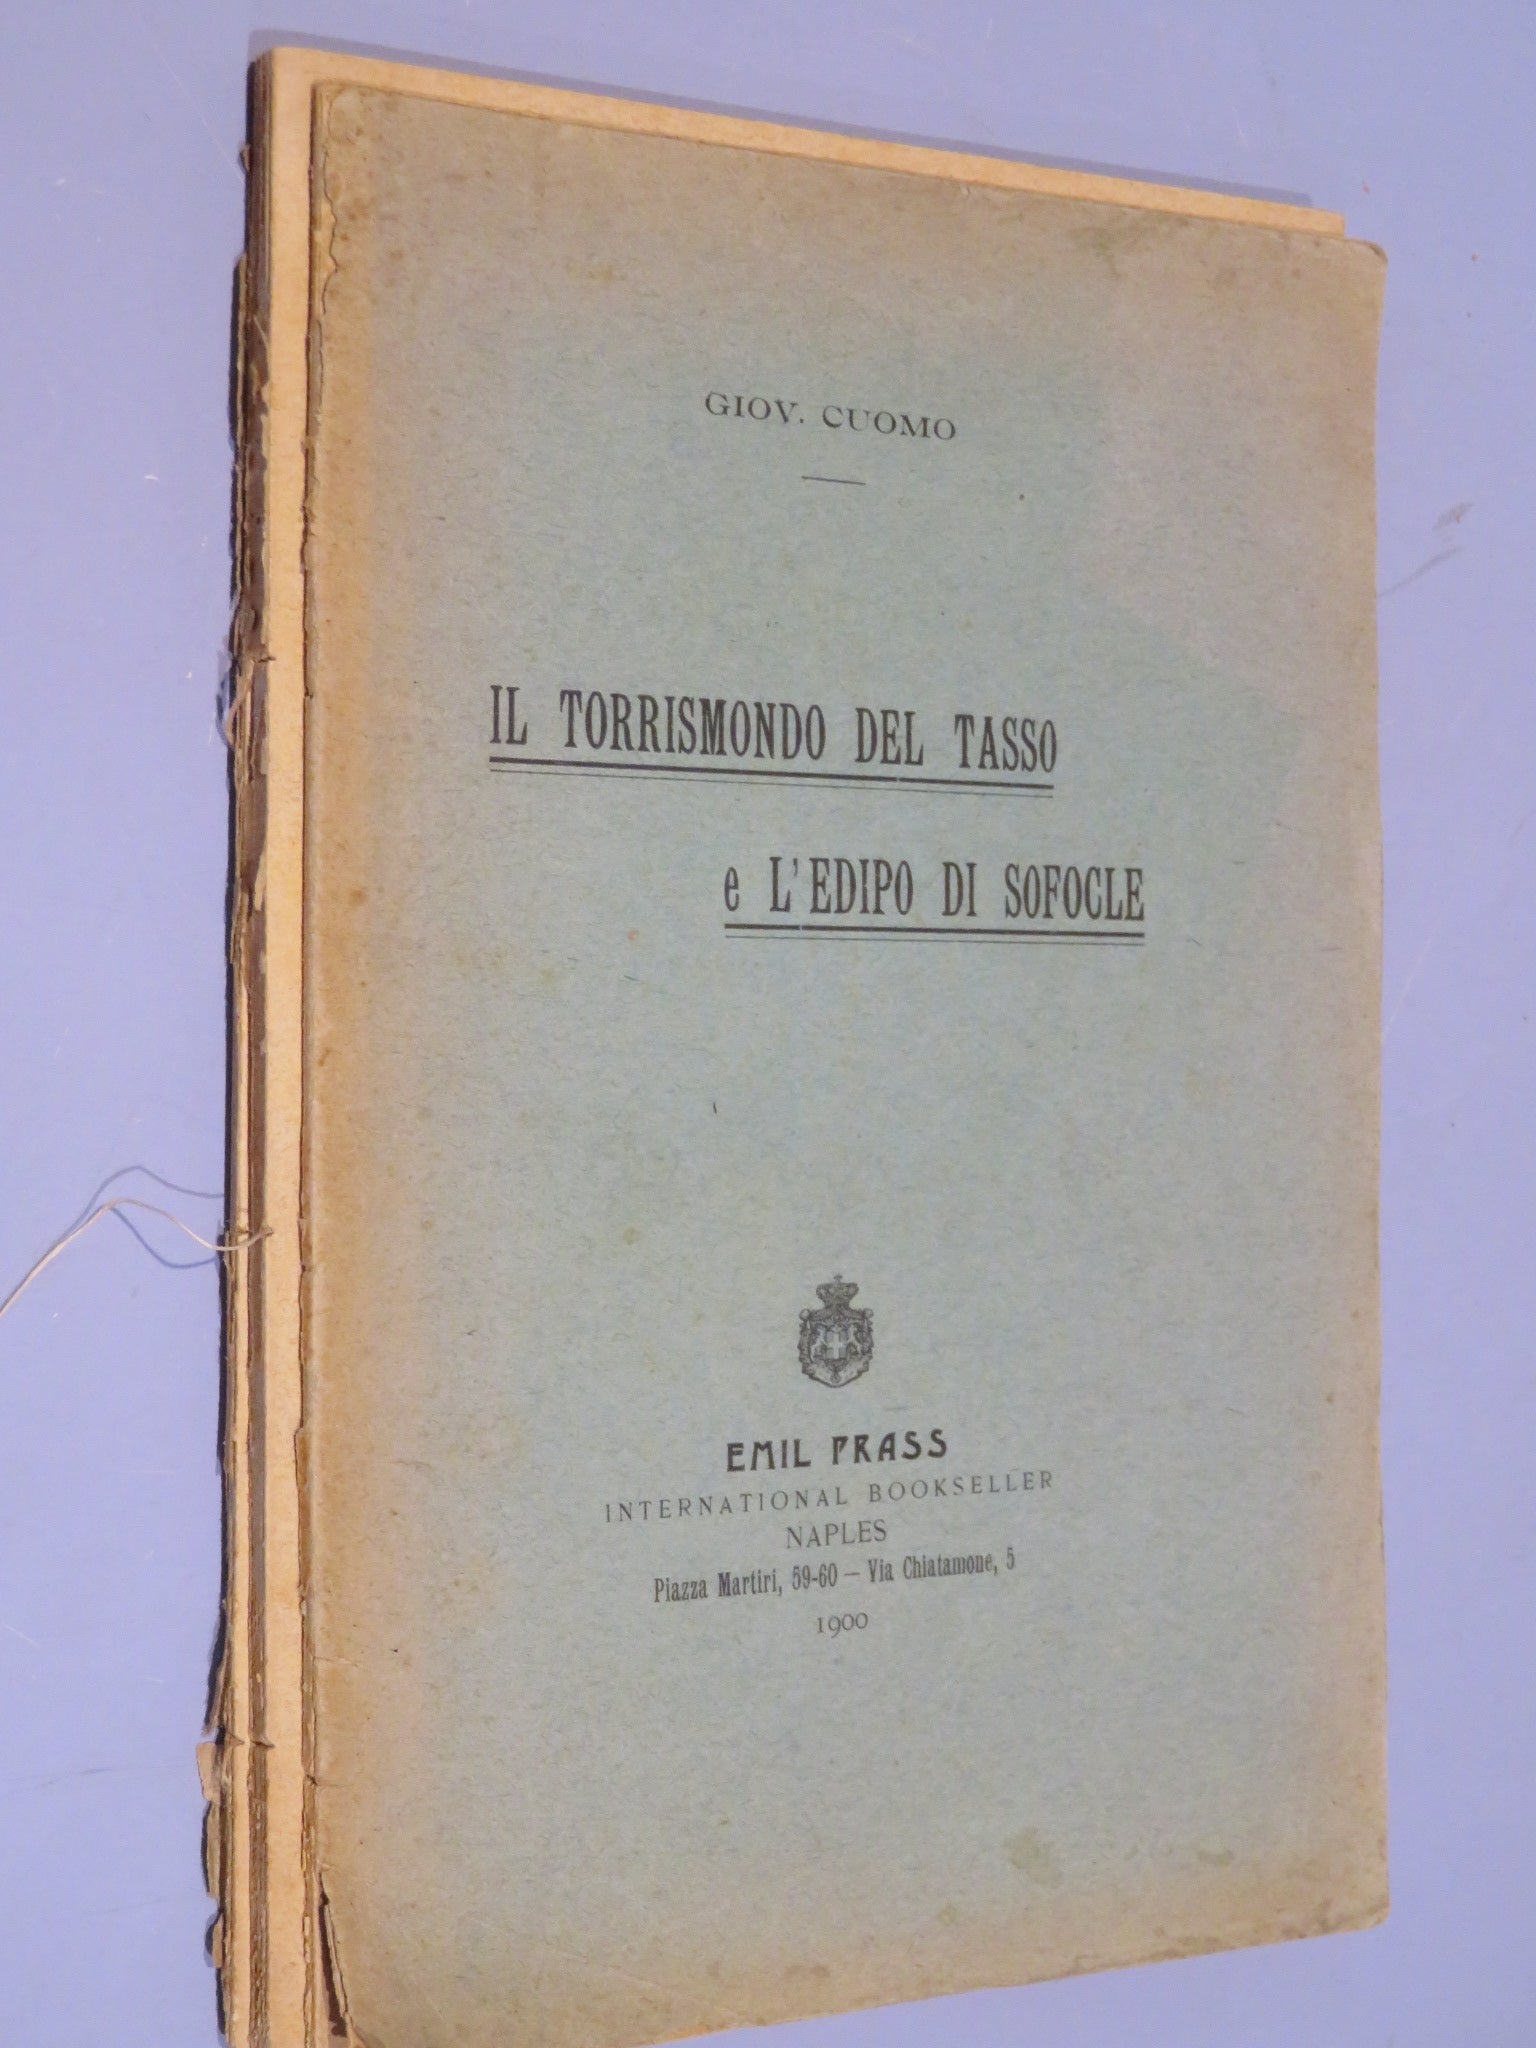 GIOV. CUOMO
IL TORRISMONDO DEL TASSO
e L'EDIPO DI SOFOCLE
EMIL PRASS
INTERNATIONAL BOOKSELLER
NAPLES
Piazza Martiri, 59-60 — Via Chiatamone, 5
1900